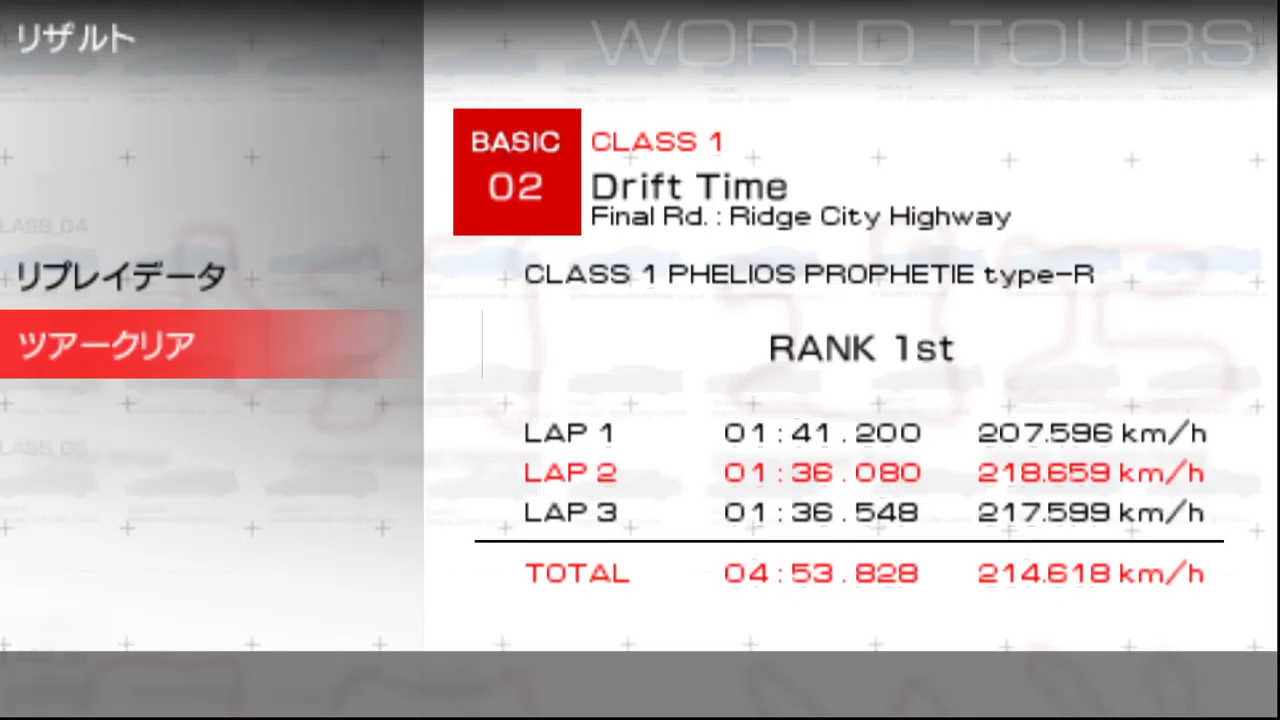 リザルト
WORLD TOURS
BASIC
02
CLASS 1
Drift Time
Final Rd. : Ridge City Highway
CLASS_04
リプレイデータ
CLASS 1 PHELIOS PROPHETIE type-R
ツアークリア
RANK 1st
LAP 1 01:41.200 207.596 km/h
LAP 2 01:36.080 218.659 km/h
LAP 3 01:36.548 217.599 km/h
TOTAL 04:53.828 214.618 km/h